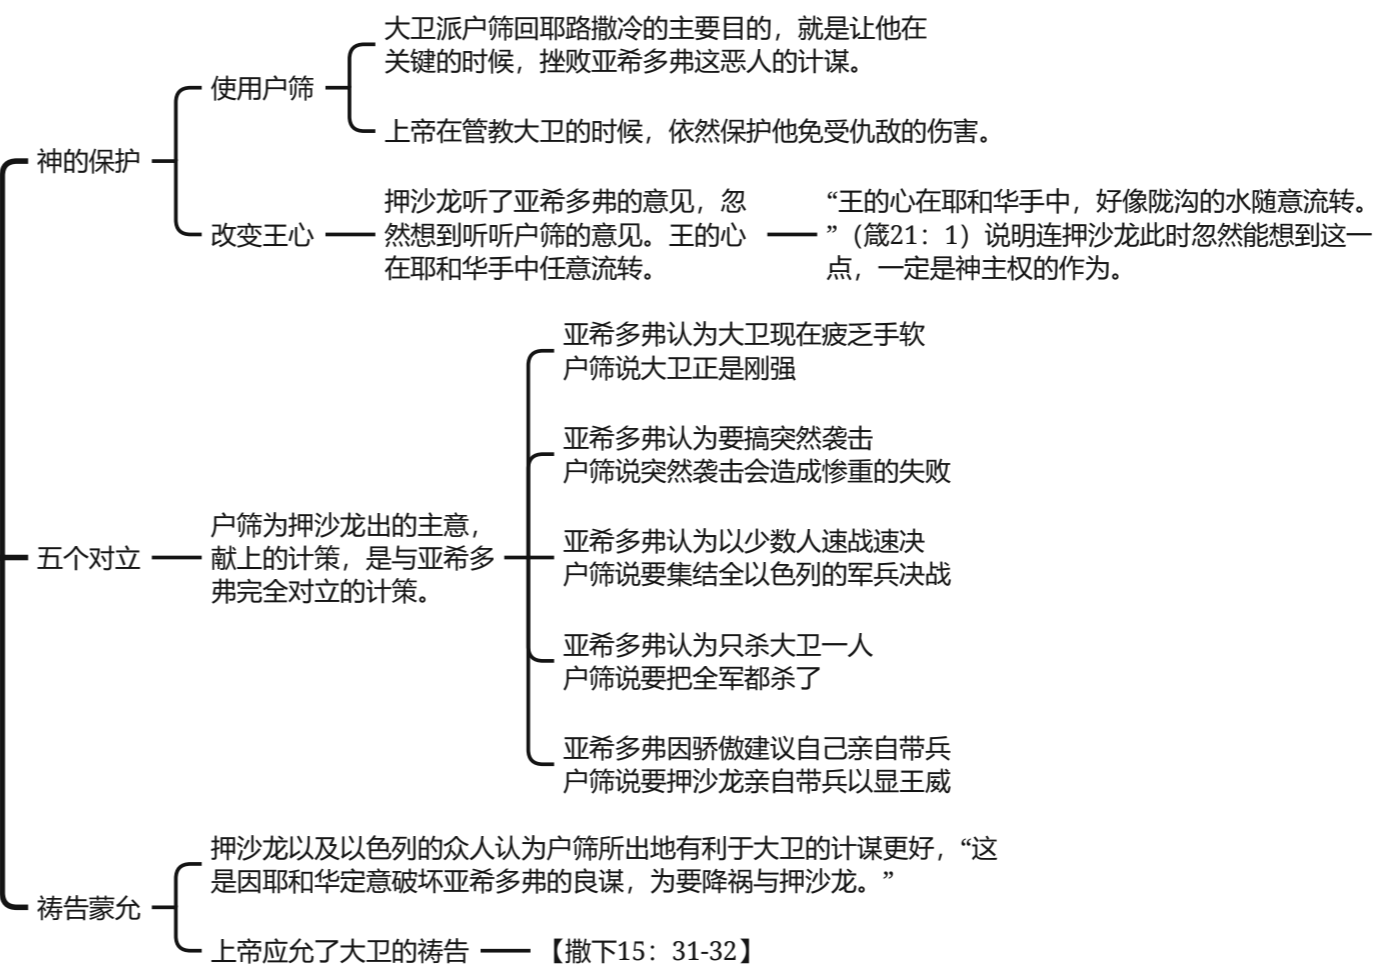 神的保护
使用户筛
大卫派户筛回耶路撒冷的主要目的，就是让他在
关键的时候，挫败亚希多弗这恶人的计谋。
上帝在管教大卫的时候，依然保护他免受仇敌的伤害。
改变王心
押沙龙听了亚希多弗的意见，忽
然想到听听户筛的意见。王的心
在耶和华手中任意流转。
“王的心在耶和华手中，好像陇沟的水随意流转。
”（箴21：1）说明连押沙龙此时忽然能想到这一
点，一定是神主权的作为。
五个对立
户筛为押沙龙出的主意，
献上的计策，是与亚希多
弗完全对立的计策。
亚希多弗认为大卫现在疲乏手软
户筛说大卫正是刚强
亚希多弗认为要搞突然袭击
户筛说突然袭击会造成惨重的失败
亚希多弗认为以少数人速战速决
户筛说要集结全以色列的军兵决战
亚希多弗认为只杀大卫一人
户筛说要把全军都杀了
亚希多弗因骄傲建议自己亲自带兵
户筛说要押沙龙亲自带兵以显王威
祷告蒙允
押沙龙以及以色列的众人认为户筛所出地有利于大卫的计谋更好，“这
是因耶和华定意破坏亚希多弗的良谋，为要降祸与押沙龙。”
上帝应允了大卫的祷告
【撒下15：31-32】